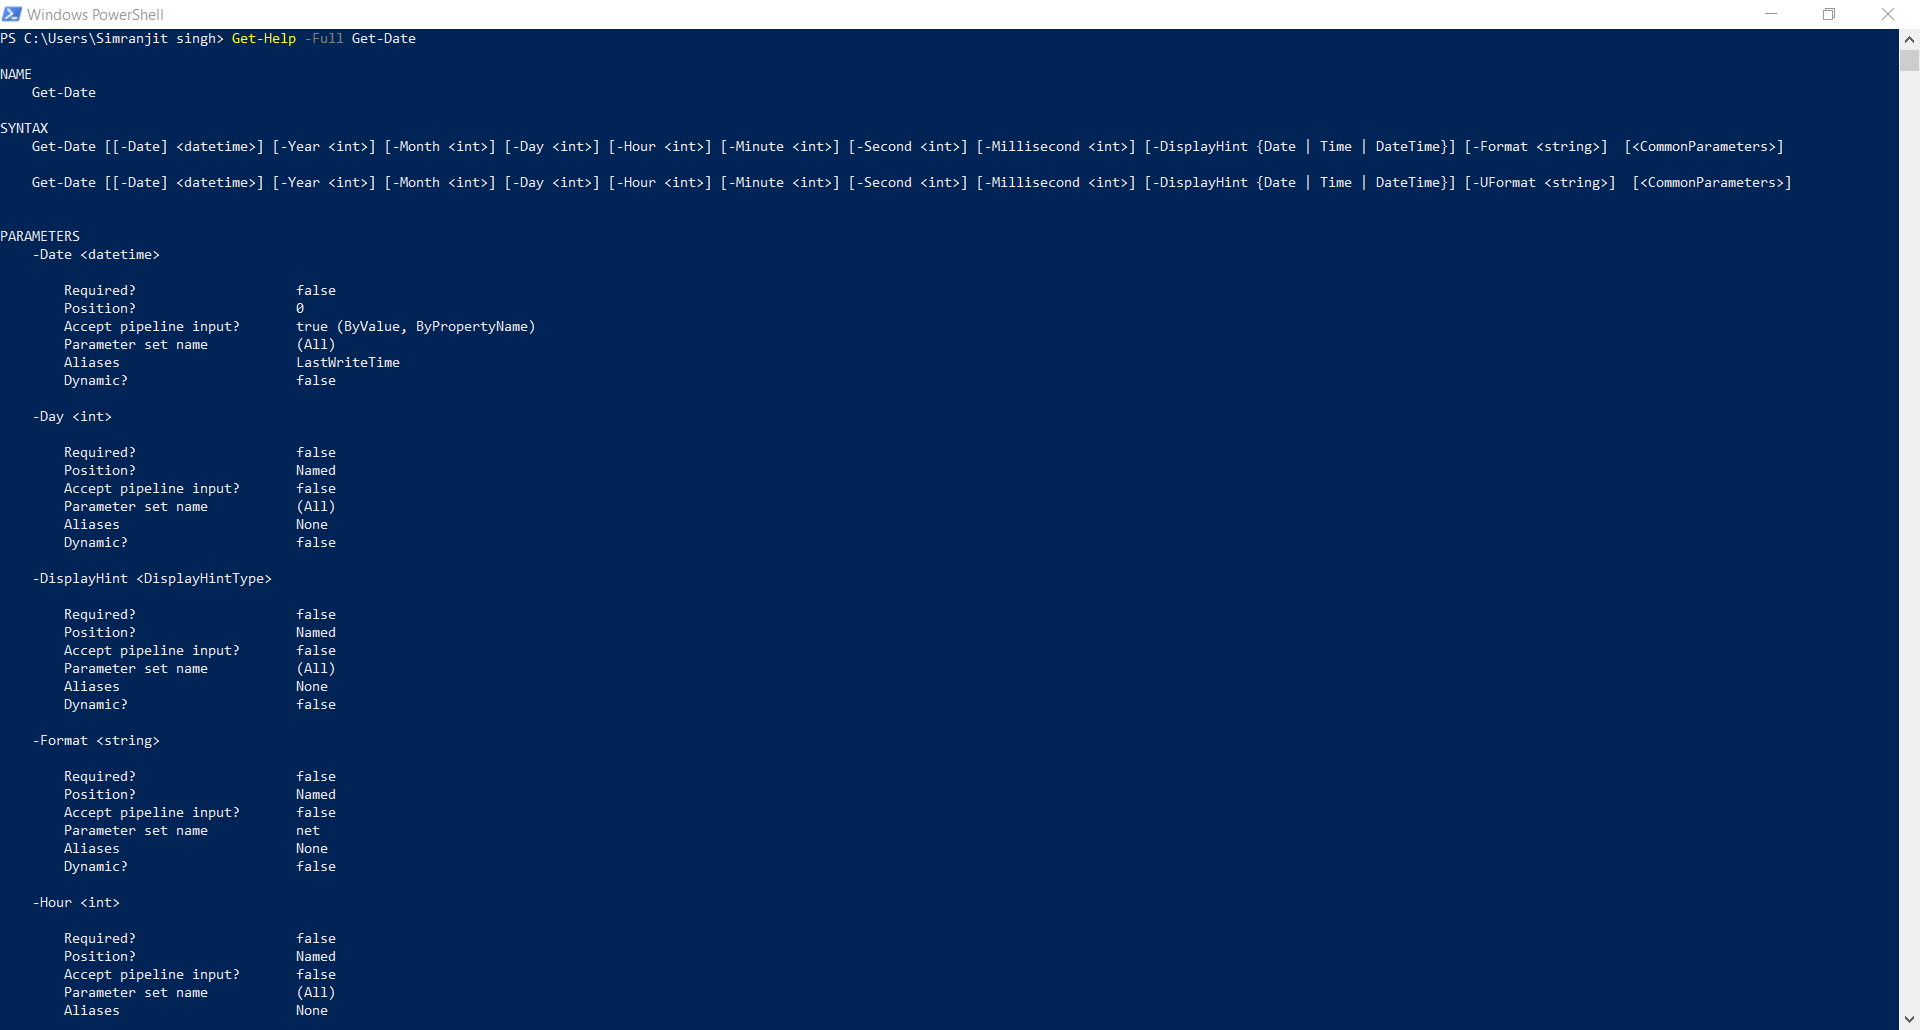 Windows PowerShell
PS C:\Users\Simranjit singh> Get-Help -Full Get-Date
NAME
    Get-Date
SYNTAX
    Get-Date [[-Date] <datetime>] [-Year <int>] [-Month <int>] [-Day <int>] [-Hour <int>] [-Minute <int>] [-Second <int>] [-Millisecond <int>] [-DisplayHint {Date | Time | DateTime}] [-Format <string>]  [<CommonParameters>]
    Get-Date [[-Date] <datetime>] [-Year <int>] [-Month <int>] [-Day <int>] [-Hour <int>] [-Minute <int>] [-Second <int>] [-Millisecond <int>] [-DisplayHint {Date | Time | DateTime}] [-UFormat <string>]  [<CommonParameters>]
PARAMETERS
    -Date <datetime>
        Required?                    false
        Position?                    0
        Accept pipeline input?       true (ByValue, ByPropertyName)
        Parameter set name           (All)
        Aliases                      LastWriteTime
        Dynamic?                     false
    -Day <int>
        Required?                    false
        Position?                    Named
        Accept pipeline input?       false
        Parameter set name           (All)
        Aliases                      None
        Dynamic?                     false
    -DisplayHint <DisplayHintType>
        Required?                    false
        Position?                    Named
        Accept pipeline input?       false
        Parameter set name           (All)
        Aliases                      None
        Dynamic?                     false
    -Format <string>
        Required?                    false
        Position?                    Named
        Accept pipeline input?       false
        Parameter set name           net
        Aliases                      None
        Dynamic?                     false
    -Hour <int>
        Required?                    false
        Position?                    Named
        Accept pipeline input?       false
        Parameter set name           (All)
        Aliases                      None